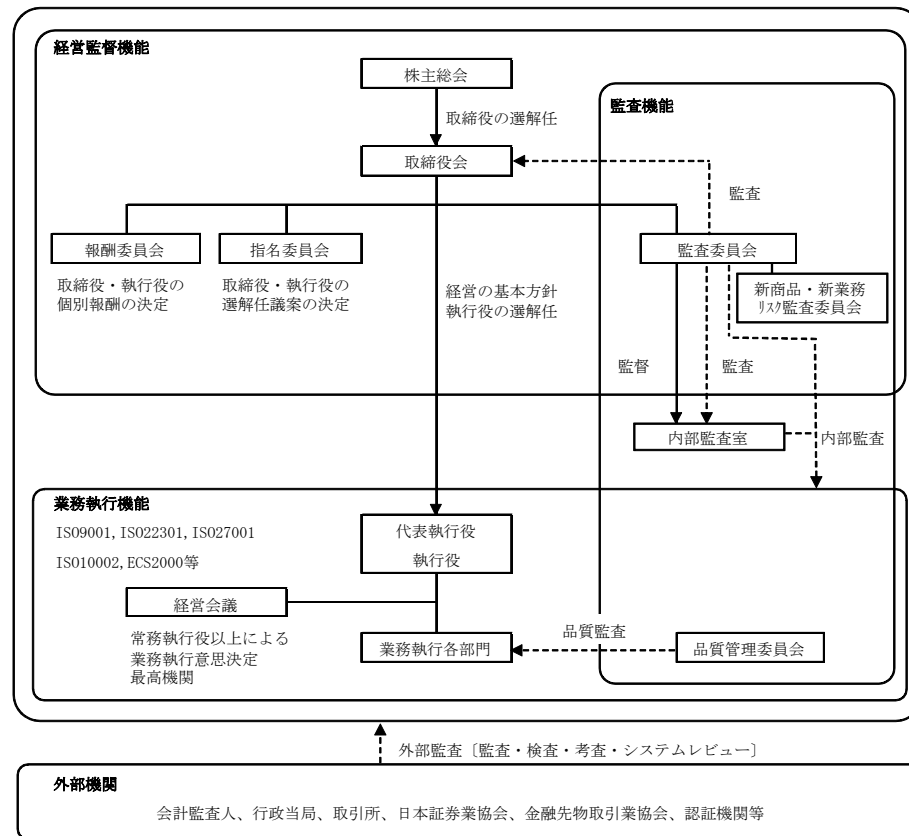 経営監督機能
株主総会
監査機能
取締役の選解任
取締役会
監査
報酬委員会
指名委員会
監査委員会
取締役・執行役の
個別報酬の決定
取締役・執行役の
選解任議案の決定
経営の基本方針
執行役の選解任
新商品・新業務
ﾘｽｸ監査委員会
監督
監査
内部監査室
内部監査
業務執行機能
ISO9001,ISO22301,ISO27001
ISO10002,ECS2000等
代表執行役
執行役
経営会議
常務執行役以上による
業務執行意思決定
最高機関
業務執行各部門
品質監査
品質管理委員会
外部監査〔監査・検査・考査・システムレビュー〕
外部機関
会計監査人、行政当局、取引所、日本証券業協会、金融先物取引業協会、認証機関等